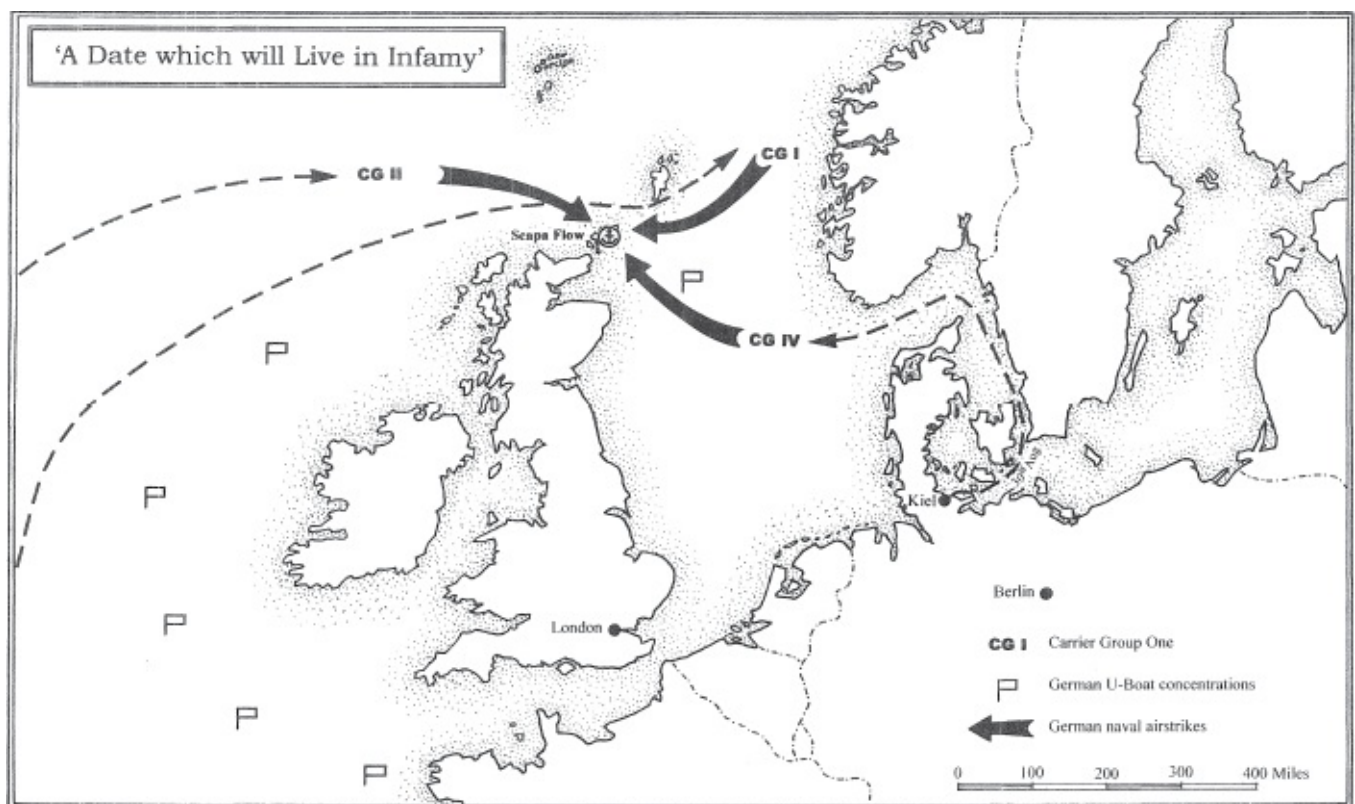 'A Date which will Live in Infamy'
CG II
CG I
Scapa Flow
CG IV
Kiel
Berlin
London
CG I Carrier Group One
German U-Boat concentrations
German naval airstrikes
0 100 200 300 400 Miles